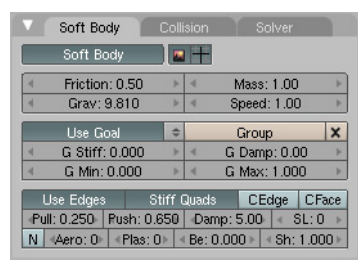 Soft Body Collision Solver
Soft Body
Friction: 0.50 Mass: 1.00
Grav: 9.810 Speed: 1.00
Use Goal Group X
G Stiff: 0.000 G Damp: 0.00
G Min: 0.000 G Max: 1.000
Use Edges Stiff Quads CEdge CFace
Pull: 0.250 Push: 0.650 Damp: 5.00 SL: 0
N Aero: 0 Plas: 0 Be: 0.000 Sh: 1.000